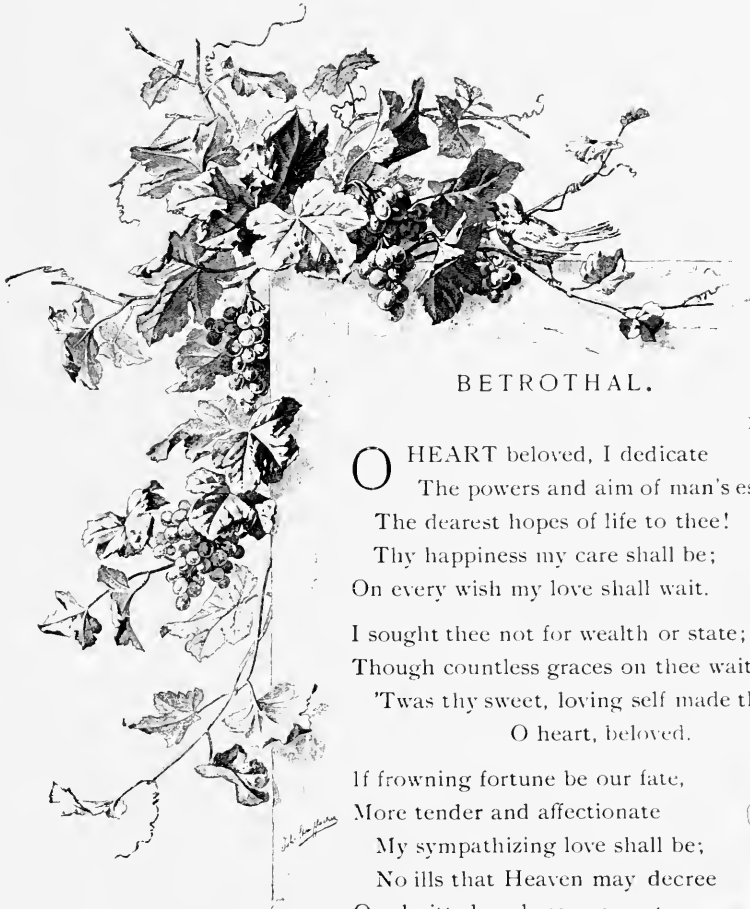 BETROTHAL.
O HEART beloved, I dedicate
The powers and aim of man's
The dearest hopes of life to thee!
Thy happiness my care shall be;
On every wish my love shall wait.
I sought thee not for wealth or state;
Though countless graces on thee wait
'Twas thy sweet, loving self made
O heart, beloved.
If frowning fortune be our fate,
More tender and affectionate
My sympathizing love shall be;
No ills that Heaven may decree